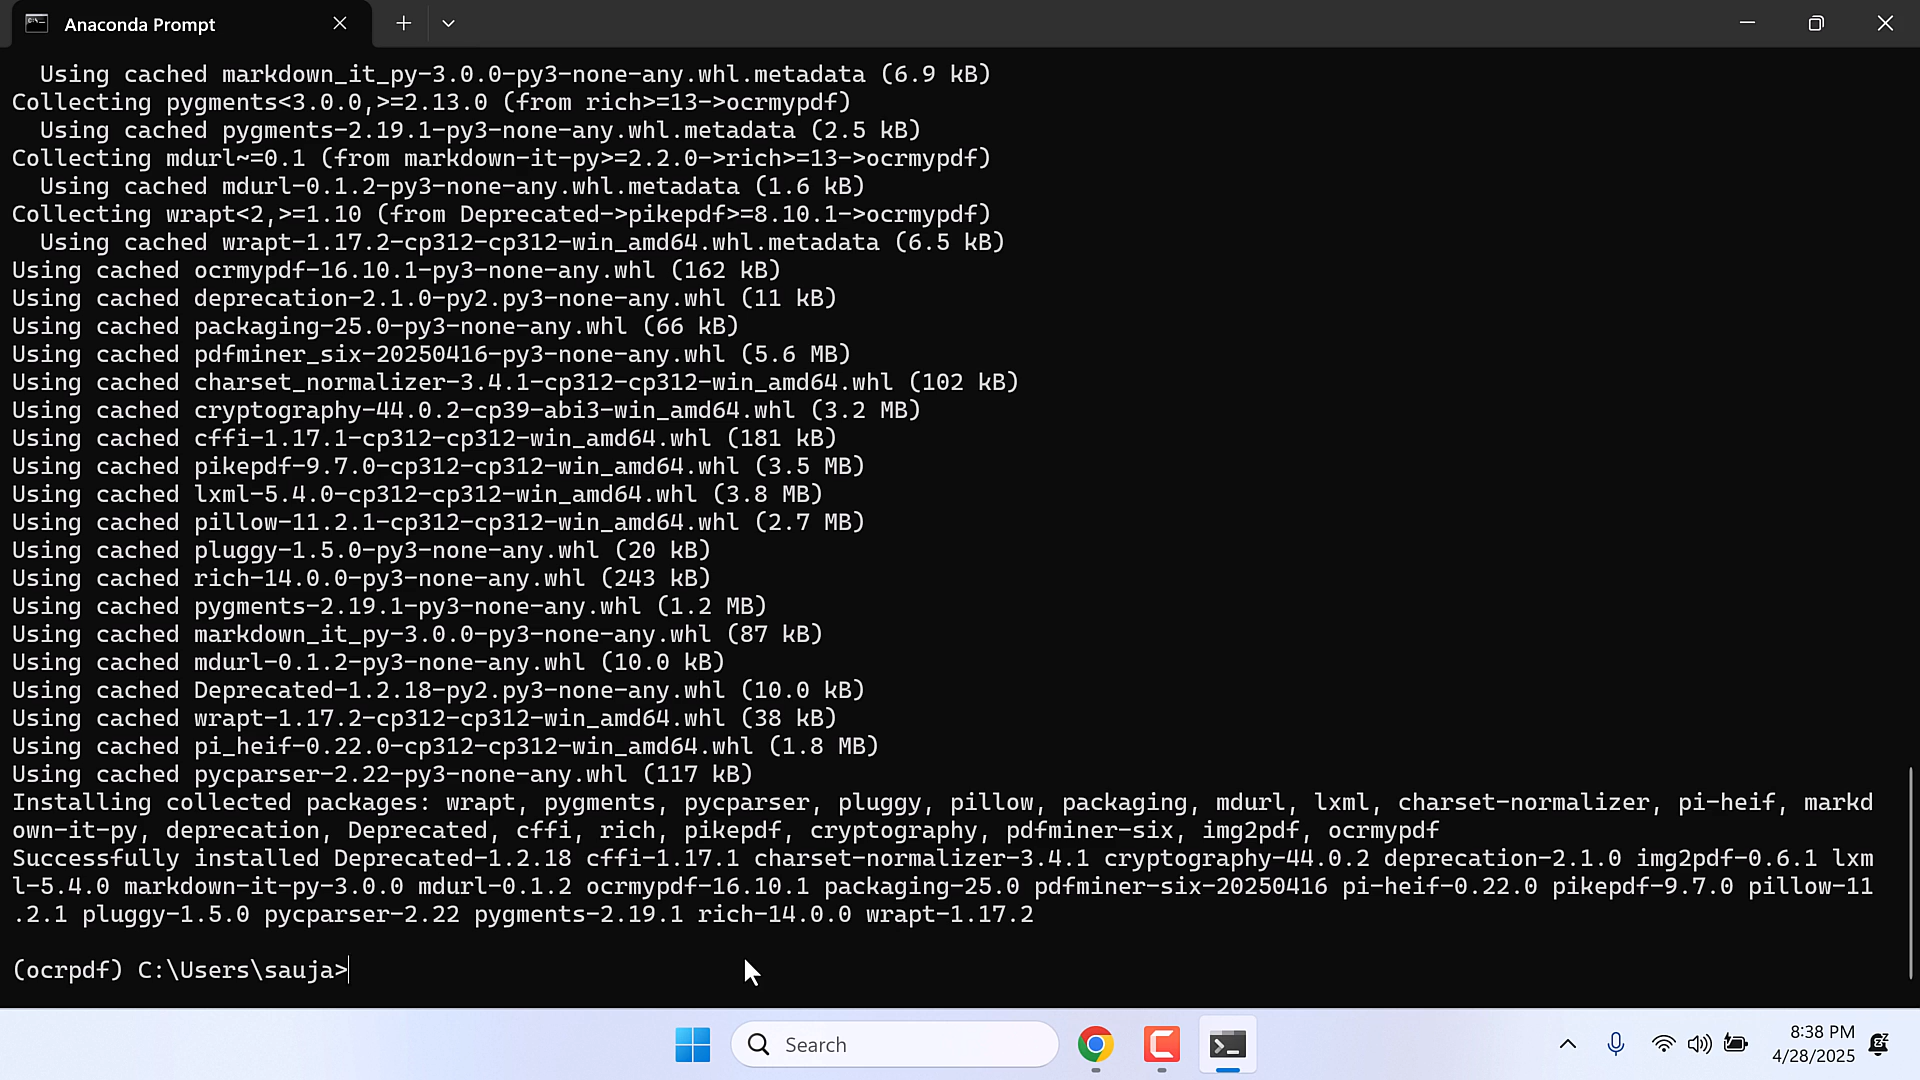 Anaconda Prompt
Using cached markdown_it_py-3.0.0-py3-none-any.whl.metadata (6.9 kB)
Collecting pygments<3.0.0,>=2.13.0 (from rich>=13->ocrmypdf)
Using cached pygments-2.19.1-py3-none-any.whl.metadata (2.5 kB)
Collecting mdurl~=0.1 (from markdown-it-py>=2.2.0->rich>=13->ocrmypdf)
Using cached mdurl-0.1.2-py3-none-any.whl.metadata (1.6 kB)
Collecting wrapt<2,>=1.10 (from Deprecated->pikepdf>=8.10.1->ocrmypdf)
Using cached wrapt-1.17.2-cp312-cp312-win_amd64.whl.metadata (6.5 kB)
Using cached ocrmypdf-16.10.1-py3-none-any.whl (162 kB)
Using cached deprecation-2.1.0-py2.py3-none-any.whl (11 kB)
Using cached packaging-25.0-py3-none-any.whl (66 kB)
Using cached pdfminer_six-20250416-py3-none-any.whl (5.6 MB)
Using cached charset_normalizer-3.4.1-cp312-cp312-win_amd64.whl (102 kB)
Using cached cryptography-44.0.2-cp39-abi3-win_amd64.whl (3.2 MB)
Using cached cffi-1.17.1-cp312-cp312-win_amd64.whl (181 kB)
Using cached pikepdf-9.7.0-cp312-cp312-win_amd64.whl (3.5 MB)
Using cached lxml-5.4.0-cp312-cp312-win_amd64.whl (3.8 MB)
Using cached pillow-11.2.1-cp312-cp312-win_amd64.whl (2.7 MB)
Using cached pluggy-1.5.0-py3-none-any.whl (20 kB)
Using cached rich-14.0.0-py3-none-any.whl (243 kB)
Using cached pygments-2.19.1-py3-none-any.whl (1.2 MB)
Using cached markdown_it_py-3.0.0-py3-none-any.whl (87 kB)
Using cached mdurl-0.1.2-py3-none-any.whl (10.0 kB)
Using cached Deprecated-1.2.18-py2.py3-none-any.whl (10.0 kB)
Using cached wrapt-1.17.2-cp312-cp312-win_amd64.whl (38 kB)
Using cached pi_heif-0.22.0-cp312-cp312-win_amd64.whl (1.8 MB)
Using cached pycparser-2.22-py3-none-any.whl (117 kB)
Installing collected packages: wrapt, pygments, pycparser, pluggy, pillow, packaging, mdurl, lxml, charset-normalizer, pi-heif, markd
own-it-py, deprecation, Deprecated, cffi, rich, pikepdf, cryptography, pdfminer-six, img2pdf, ocrmypdf
Successfully installed Deprecated-1.2.18 cffi-1.17.1 charset-normalizer-3.4.1 cryptography-44.0.2 deprecation-2.1.0 img2pdf-0.6.1 lxm
l-5.4.0 markdown-it-py-3.0.0 mdurl-0.1.2 ocrmypdf-16.10.1 packaging-25.0 pdfminer-six-20250416 pi-heif-0.22.0 pikepdf-9.7.0 pillow-11
.2.1 pluggy-1.5.0 pycparser-2.22 pygments-2.19.1 rich-14.0.0 wrapt-1.17.2
(ocrpdf) C:\Users\sauja>
Search
8:38 PM
4/28/2025